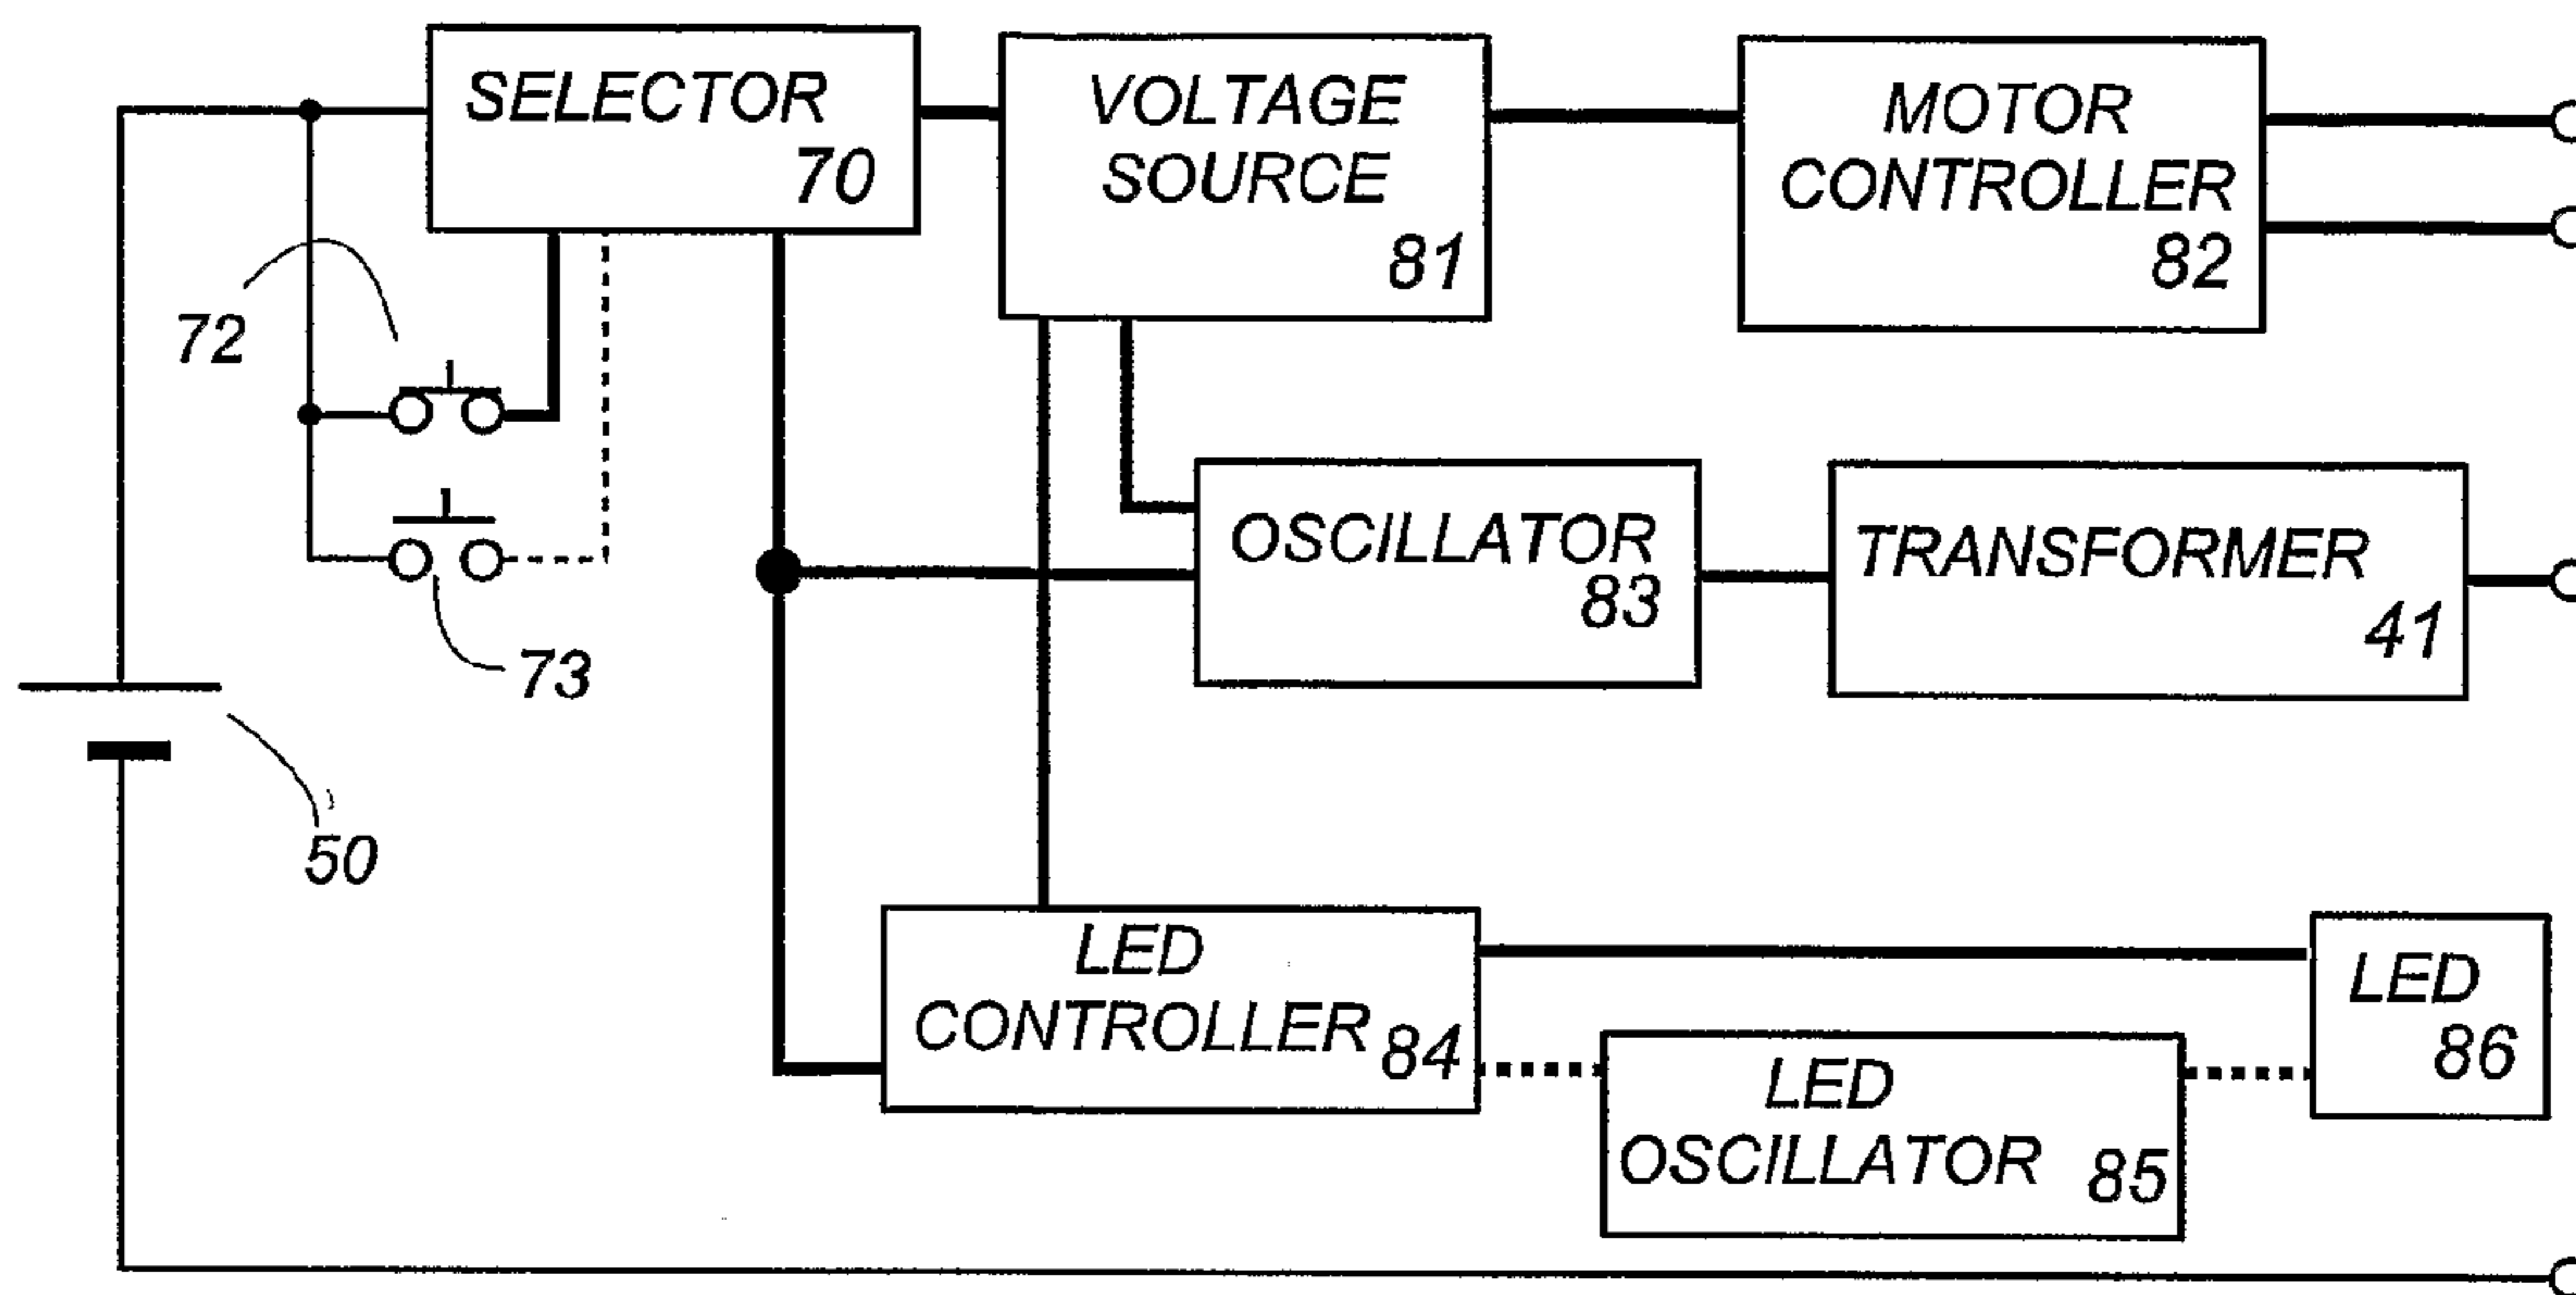 SELECTOR
70
VOLTAGE
SOURCE
81
MOTOR
CONTROLLER
82
72
73
50
OSCILLATOR
83
TRANSFORMER
41
LED
CONTROLLER 84
LED
OSCILLATOR 85
LED
86